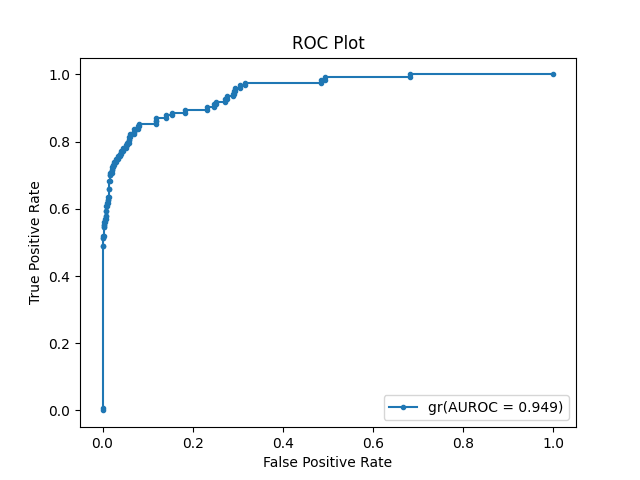 ROC Plot
1.0
0.8
0.6
0.4
0.2
0.0
True Positive Rate
gr(AUROC = 0.949)
0.0 0.2 0.4 0.6 0.8 1.0
False Positive Rate